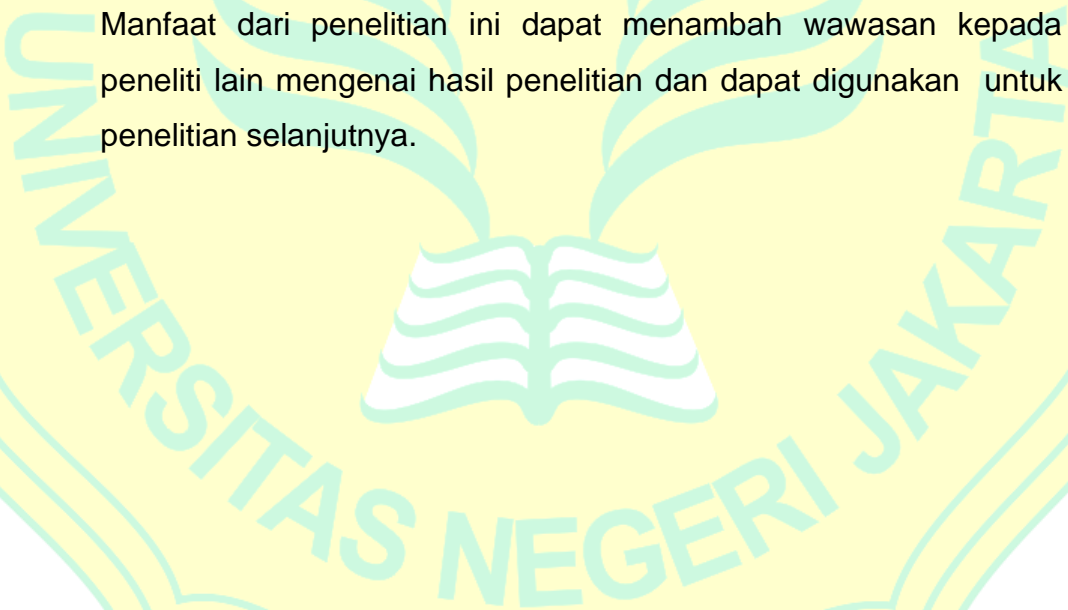 Manfaat dari penelitian ini dapat menambah wawasan kepada
peneliti lain mengenai hasil penelitian dan dapat digunakan untuk
penelitian selanjutnya.
UNIVERSITAS NEGERI JAKARTA